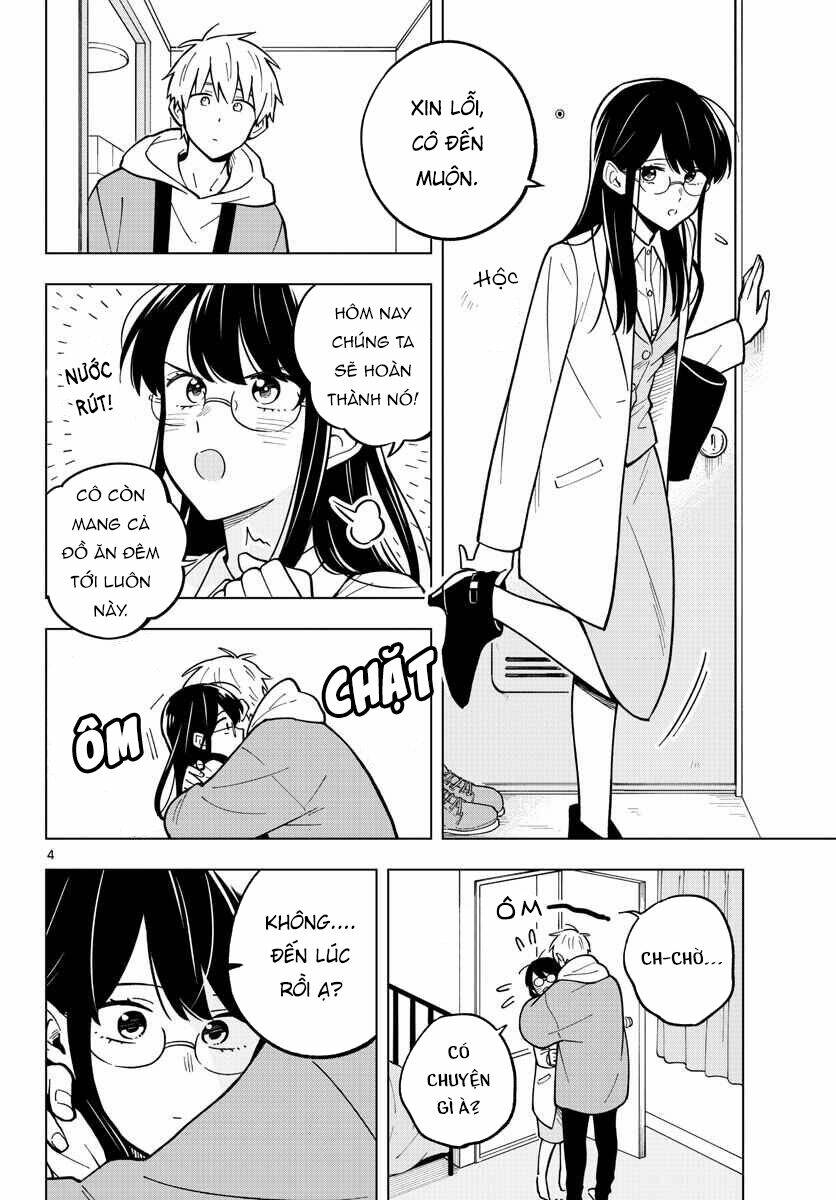 XIN LỖI,
CÔ ĐẾN
MUỘN.
HỘC
HÔM NAY
CHÚNG TA
SẼ HOÀN
THÀNH NÓ!
NƯỚC
RÚT!
CÔ CÒN
MANG CẢ
ĐỒ ĂN ĐÊM
TỚI LUÔN
NÀY.
ÔM
CHẶT
4
ÔM
CH-CHỜ...
CÓ
CHUYỆN
GÌ À?
KHÔNG....
ĐẾN LÚC
RỒI Ạ?